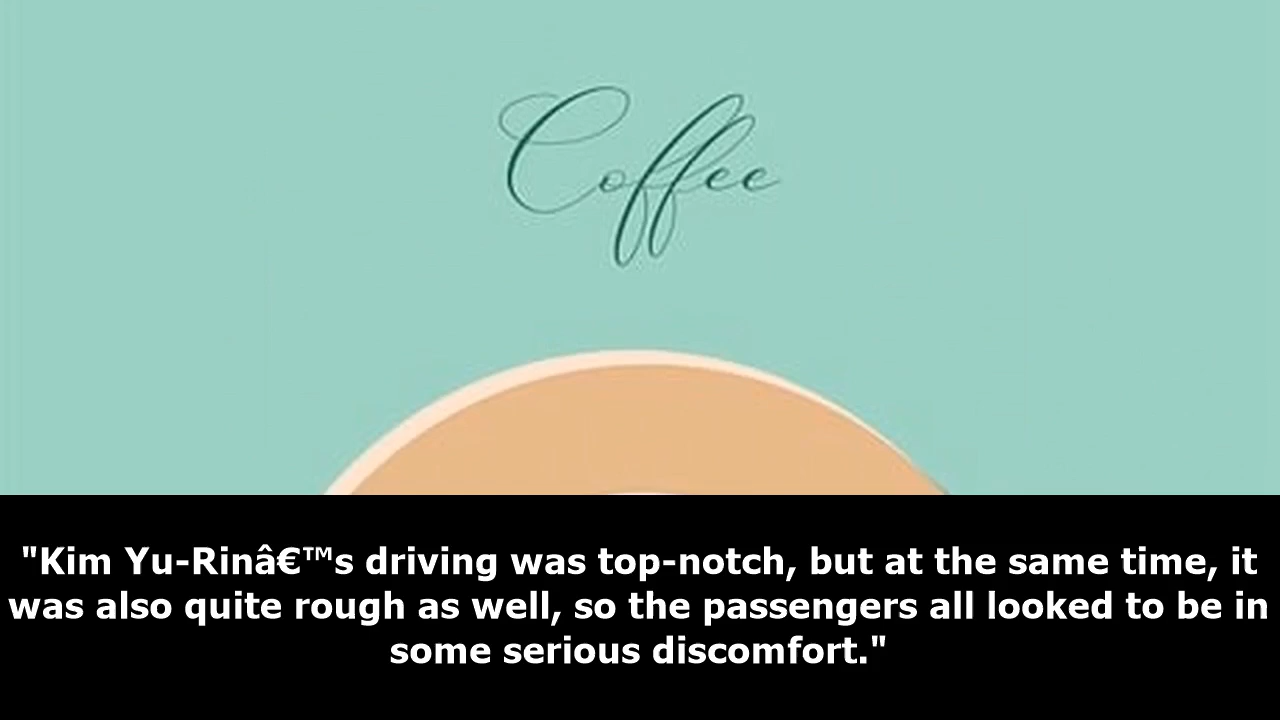 Coffee
"Kim Yu-Rinâ€™s driving was top-notch, but at the same time, it
was also quite rough as well, so the passengers all looked to be in
some serious discomfort."